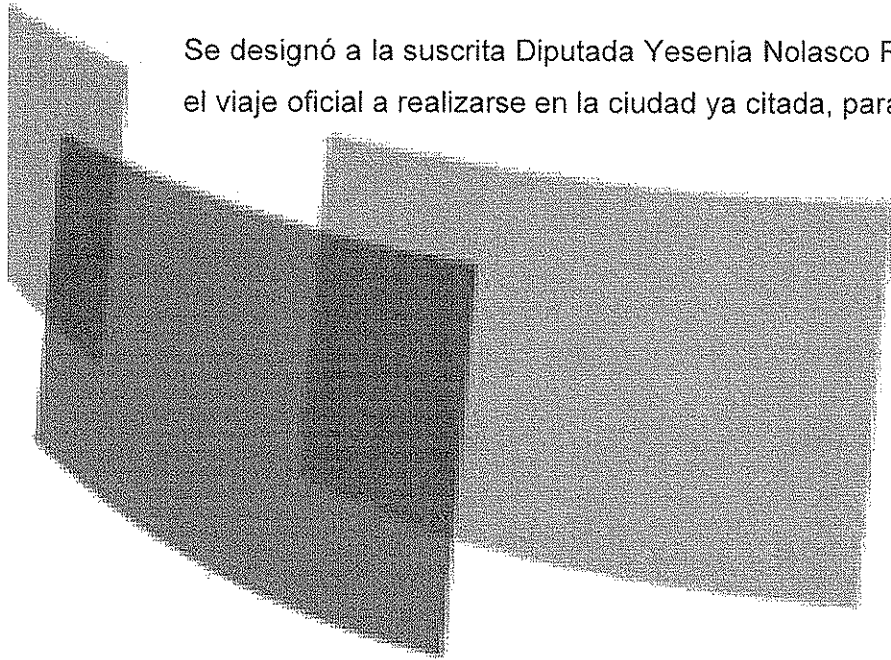 Se designó a la suscrita Diputada Yesenia Nolasco
el viaje oficial a realizarse en la ciudad ya citada, para